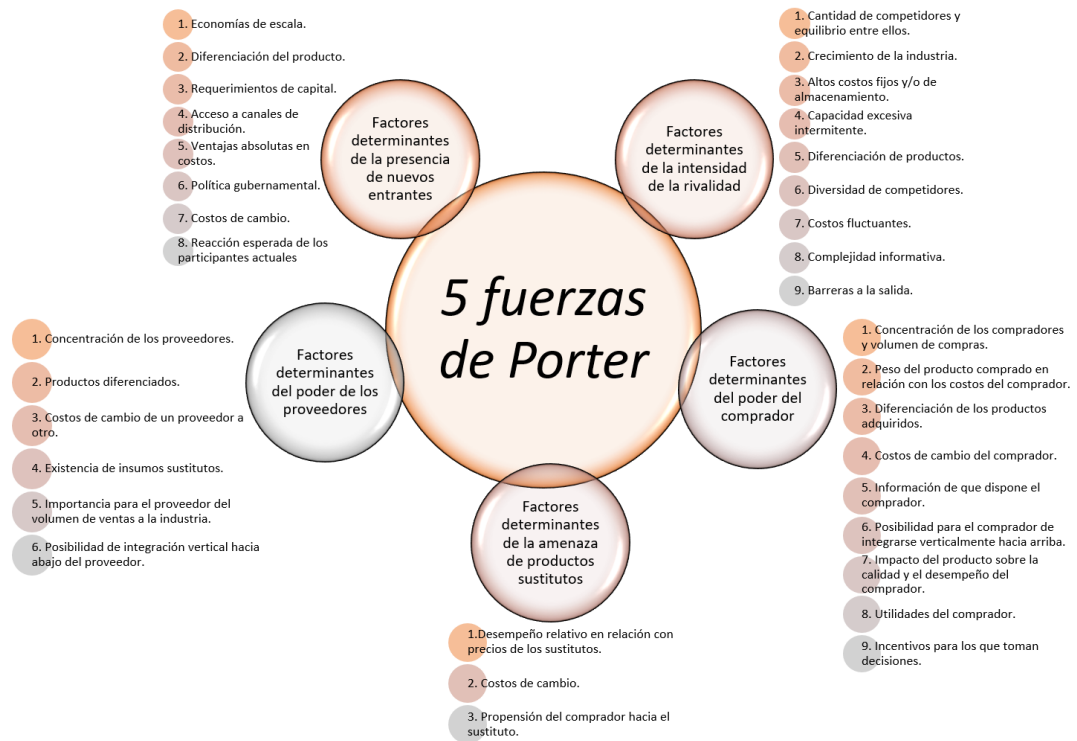 5 fuerzas
de Porter
Factores
determinantes
de la presencia
de nuevos
entrantes
1. Economías de escala.
2. Diferenciación del producto.
3. Requerimientos de capital.
4. Acceso a canales de
distribución.
5. Ventajas absolutas en
costos.
6. Política gubernamental.
7. Costos de cambio.
8. Reacción esperada de los
participantes actuales
Factores
determinantes
de la intensidad
de la rivalidad
1. Cantidad de competidores y
equilibrio entre ellos.
2. Crecimiento de la industria.
3. Altos costos fijos y/o de
almacenamiento.
4. Capacidad excesiva
intermitente.
5. Diferenciación de productos.
6. Diversidad de competidores.
7. Costos fluctuantes.
8. Complejidad informativa.
9. Barreras a la salida.
Factores
determinantes
del poder del
comprador
1. Concentración de los compradores
y volumen de compras.
2. Peso del producto comprado en
relación con los costos del comprador.
3. Diferenciación de los productos
adquiridos.
4. Costos de cambio del comprador.
5. Información de que dispone el
comprador.
6. Posibilidad para el comprador de
integrarse verticalmente hacia arriba.
7. Impacto del producto sobre la
calidad y el desempeño del
comprador.
8. Utilidades del comprador.
9. Incentivos para los que toman
decisiones.
Factores
determinantes
de la amenaza
de productos
sustitutos
1.Desempeño relativo en relación con
precios de los sustitutos.
2. Costos de cambio.
3. Propensión del comprador hacia el
sustituto.
Factores
determinantes
del poder de los
proveedores
1. Concentración de los proveedores.
2. Productos diferenciados.
3. Costos de cambio de un proveedor a
otro.
4. Existencia de insumos sustitutos.
5. Importancia para el proveedor del
volumen de ventas a la industria.
6. Posibilidad de integración vertical hacia
abajo del proveedor.